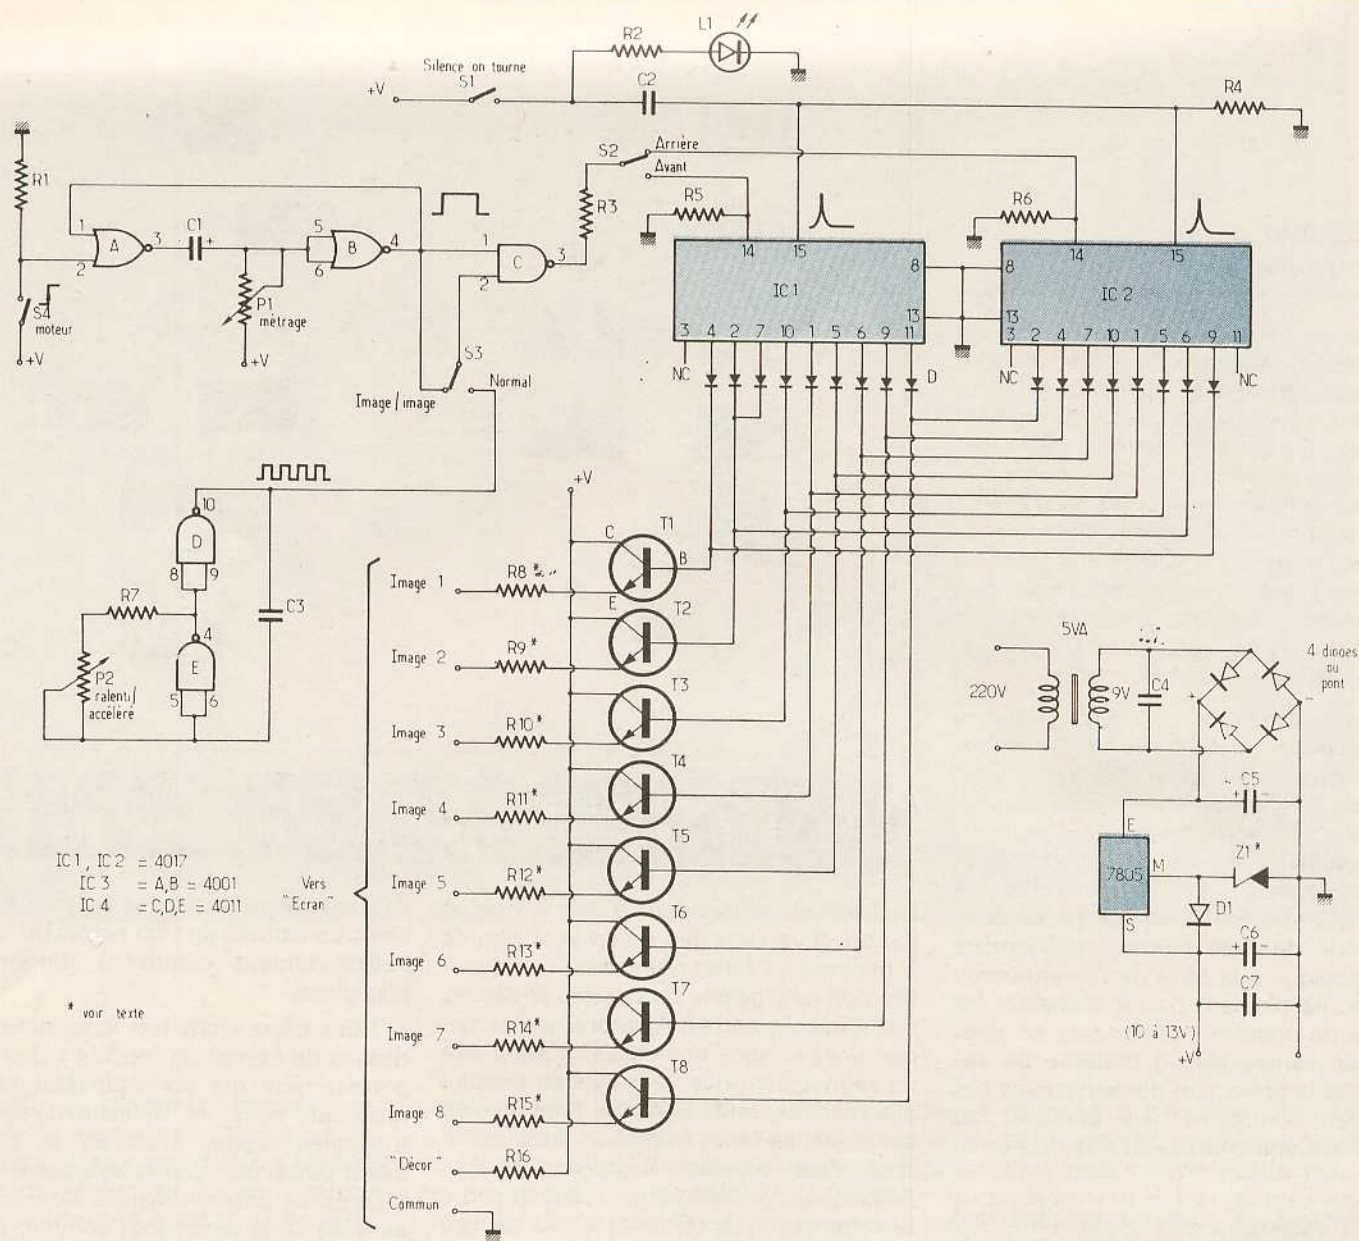 L1
R2
Silence on tourne
S1
+V
C2
R4
R1
S2
Arrière
Avant
R3
R5
R6
1
A
3
2
C1
+
5
B
4
6
1
C
3
2
14
15
8
IC 1
13
3 4 2 7 10 1 5 6 9 11
14
15
8
IC 2
13
3 2 4 7 10 1 5 6 9 11
S4
moteur
+V
P1
métrage
+V
S3
Normal
Image / image
NC
D
NC
NC
10
D
8 9
R7
4
E
5 6
P2
ralenti/
accéléré
C3
+V
C
T1
B
E
Image 1
R8 *
T2
Image 2
R9 *
T3
Image 3
R10 *
T4
Image 4
R11 *
T5
Image 5
R12 *
T6
Image 6
R13 *
T7
Image 7
R14 *
T8
Image 8
R15 *
"Décor"
R16
Commun
Vers
"Ecran"
IC 1 , IC 2 = 4017
IC 3 = A,B = 4001
IC 4 = C,D,E = 4011
* voir texte
5VA
220V
9V
C4
4 diodes
ou
pont
+
-
C5
+ -
E
7805
M
S
Z1 *
D1
C6
+ -
C7
(10 à 13V)
+V